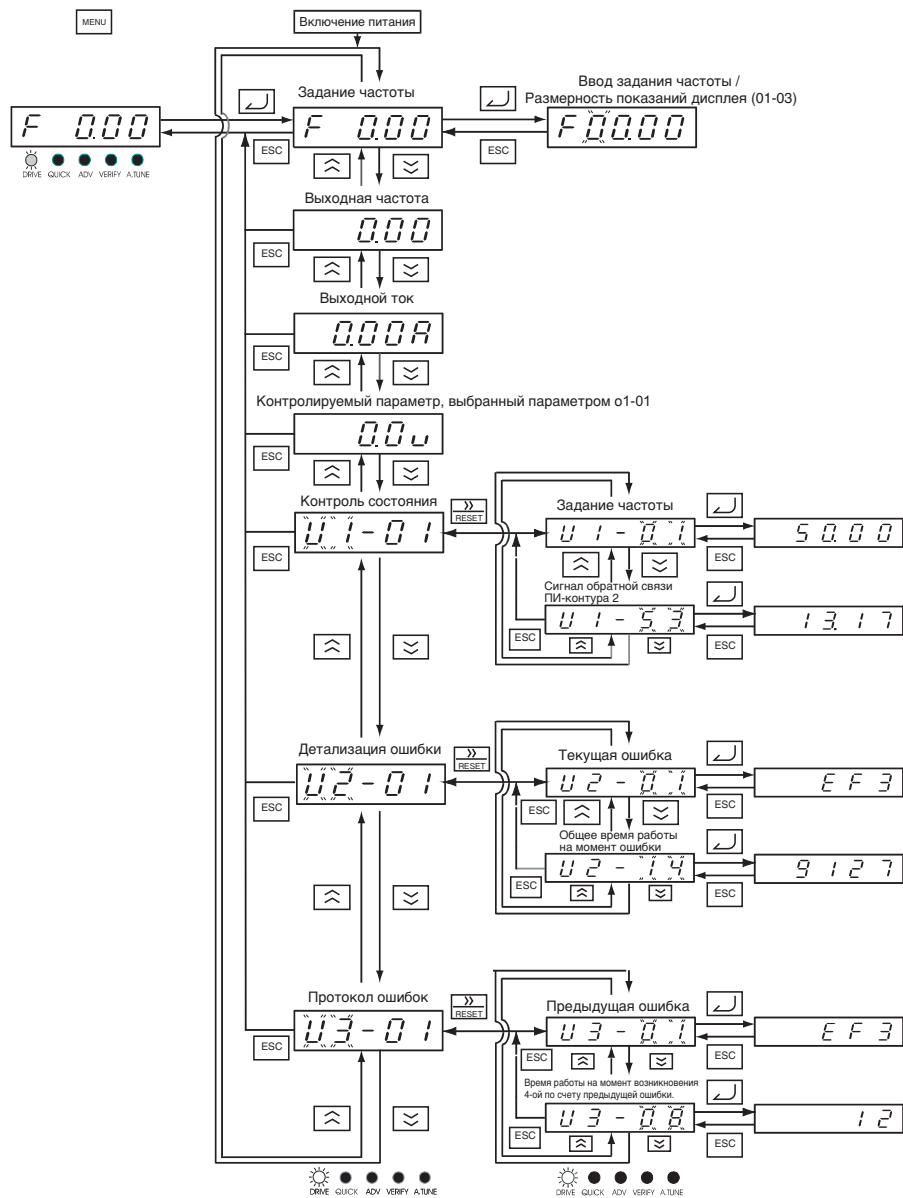 MENU
Включение питания
Задание частоты
Ввод задания частоты /
Размерность показаний дисплея (01-03)
F 0.00
F 0.00
F00.00
ESC
ESC
DRIVE QUICK ADV VERIFY A.TUNE
Выходная частота
0.00
ESC
Выходной ток
0.00A
ESC
Контролируемый параметр, выбранный параметром o1-01
0.0u
ESC
Контроль состояния
U1-01
ESC
RESET
Задание частоты
U1-01
50.00
ESC
Сигнал обратной связи
ПИ-контура 2
U1-53
13.17
ESC
ESC
Детализация ошибки
U2-01
ESC
RESET
Текущая ошибка
U2-01
EF3
ESC
ESC
Общее время работы
на момент ошибки
U2-14
9127
ESC
ESC
Протокол ошибок
U3-01
ESC
RESET
Предыдущая ошибка
U3-01
EF3
ESC
ESC
Время работы на момент возникновения
4-ой по счету предыдущей ошибки.
U3-08
12
ESC
ESC
DRIVE QUICK ADV VERIFY A.TUNE
DRIVE QUICK ADV VERIFY A.TUNE